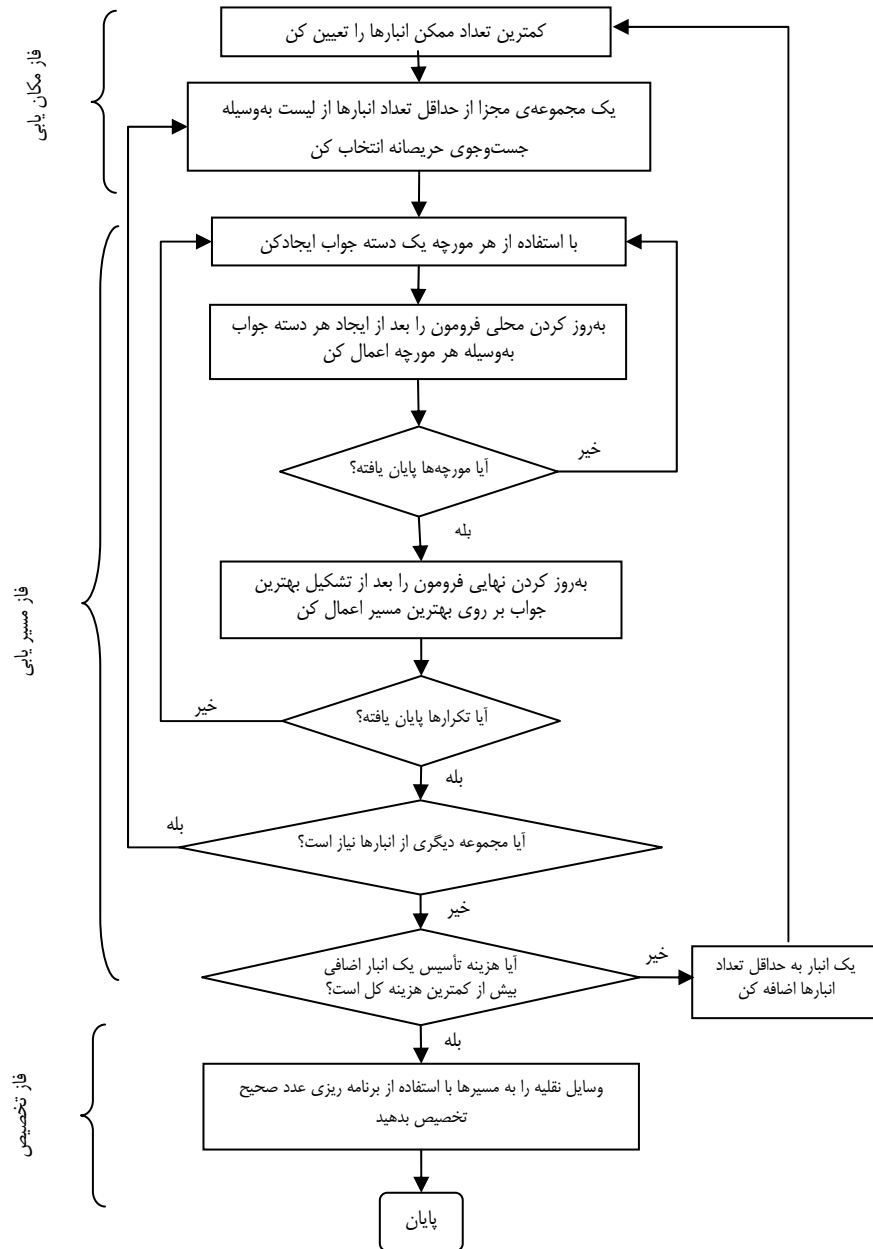 کمترین تعداد ممکن انبارها را تعیین کن
فاز مکان یابی
یک مجموعه‌ی مجزا از حداقل تعداد انبارها از لیست به‌وسیله
جست‌وجوی حریصانه انتخاب کن
با استفاده از هر مورچه یک دسته جواب ایجادکن
به‌روز کردن محلی فرومون را بعد از ایجاد هر دسته جواب
به‌وسیله هر مورچه اعمال کن
آیا مورچه‌ها پایان یافته؟
خیر
بله
به‌روز کردن نهایی فرومون را بعد از تشکیل بهترین
جواب بر روی بهترین مسیر اعمال کن
فاز مسیر یابی
آیا تکرارها پایان یافته؟
خیر
بله
آیا مجموعه دیگری از انبارها نیاز است؟
بله
خیر
آیا هزینه تأسیس یک انبار اضافی
بیش از کمترین هزینه کل است؟
خیر
یک انبار به حداقل تعداد
انبارها اضافه کن
بله
وسایل نقلیه را به مسیرها با استفاده از برنامه ریزی عدد صحیح
تخصیص بدهید
فاز تخصیص
پایان